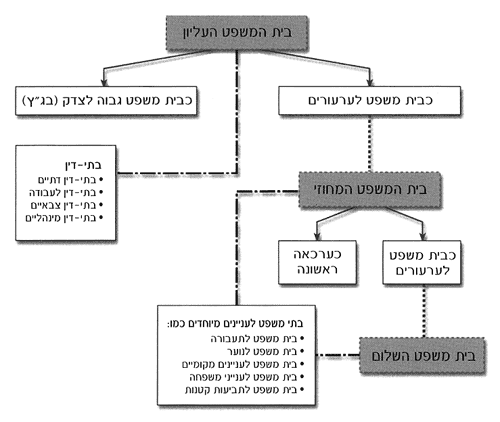 בית המשפט העליון
כבית משפט לערעורים
כבית משפט גבוה לצדק (בג"ץ)
בתי-דין
• בתי-דין דתיים
• בתי-דין לעבודה
• בתי-דין צבאיים
• בתי-דין מינהליים
בית המשפט המחוזי
כבית משפט
לערעורים
כערכאה
ראשונה
בתי משפט לעניינים מיוחדים כמו:
• בית משפט לתעבורה
• בית משפט לנוער
• בית משפט לעניינים מקומיים
• בית משפט לענייני משפחה
• בית משפט לתביעות קטנות
בית משפט השלום